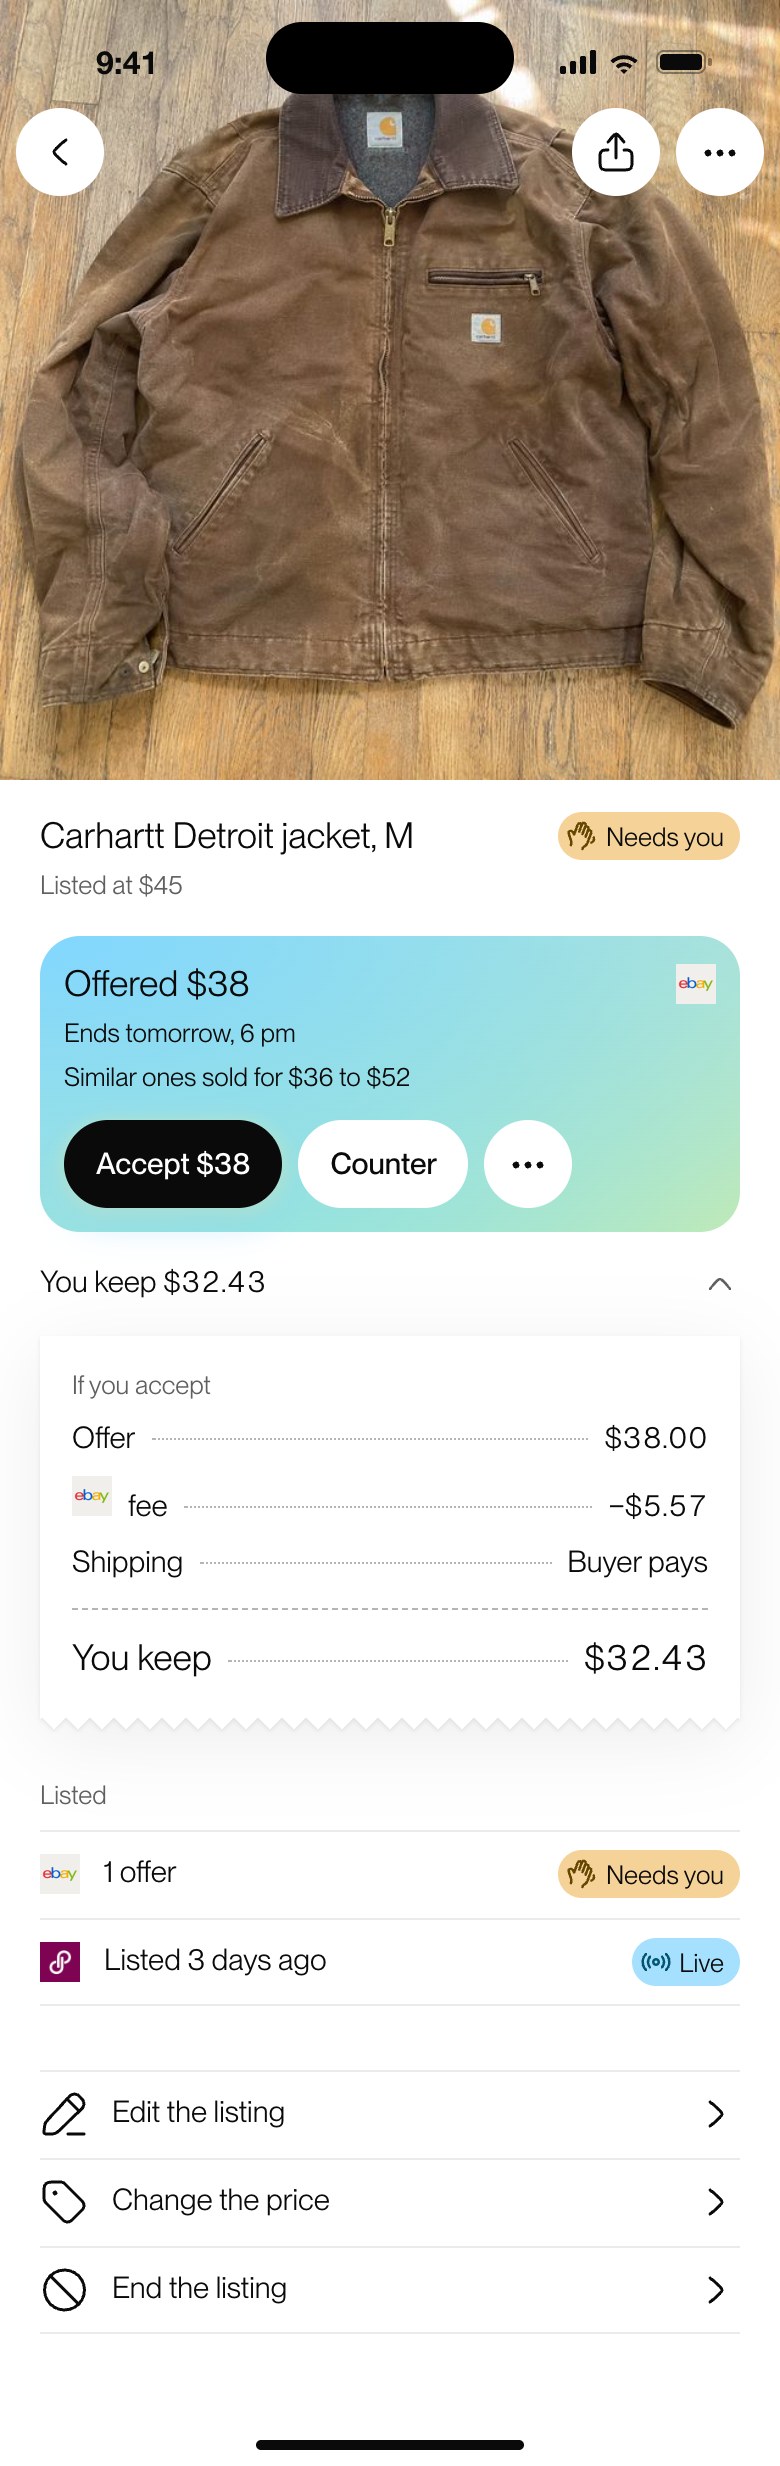 9:41
Carhartt Detroit jacket, M
Needs you
Listed at $45
Offered $38
ebay
Ends tomorrow, 6 pm
Similar ones sold for $36 to $52
Accept $38
Counter
You keep $32.43
If you accept
Offer $38.00
ebay fee –$5.57
Shipping Buyer pays
You keep $32.43
Listed
ebay 1 offer Needs you
Listed 3 days ago Live
Edit the listing
Change the price
End the listing